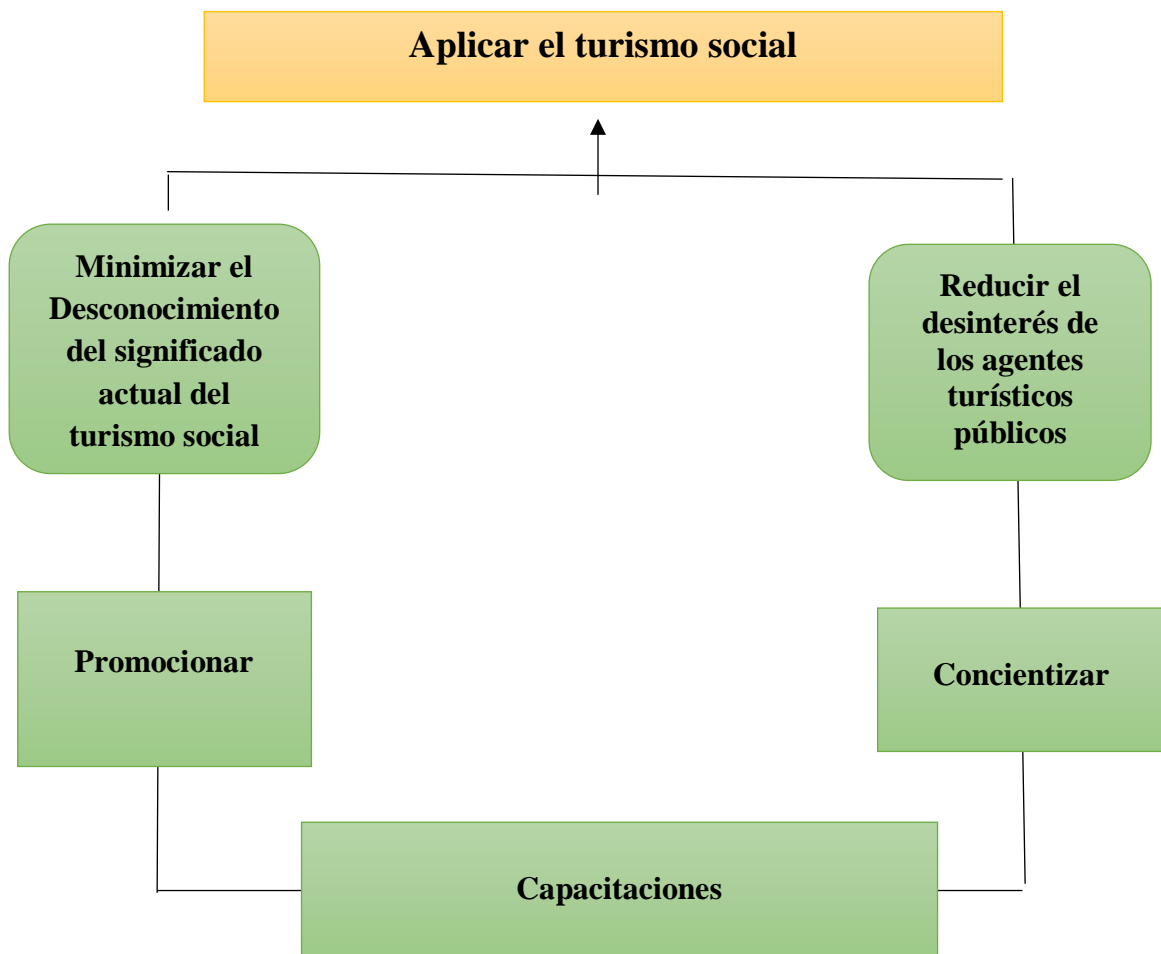 Aplicar el turismo social
Minimizar el
Desconocimiento
del significado
actual del
turismo social
Reducir el
desinterés de
los agentes
turísticos
públicos
Promocionar
Concientizar
Capacitaciones